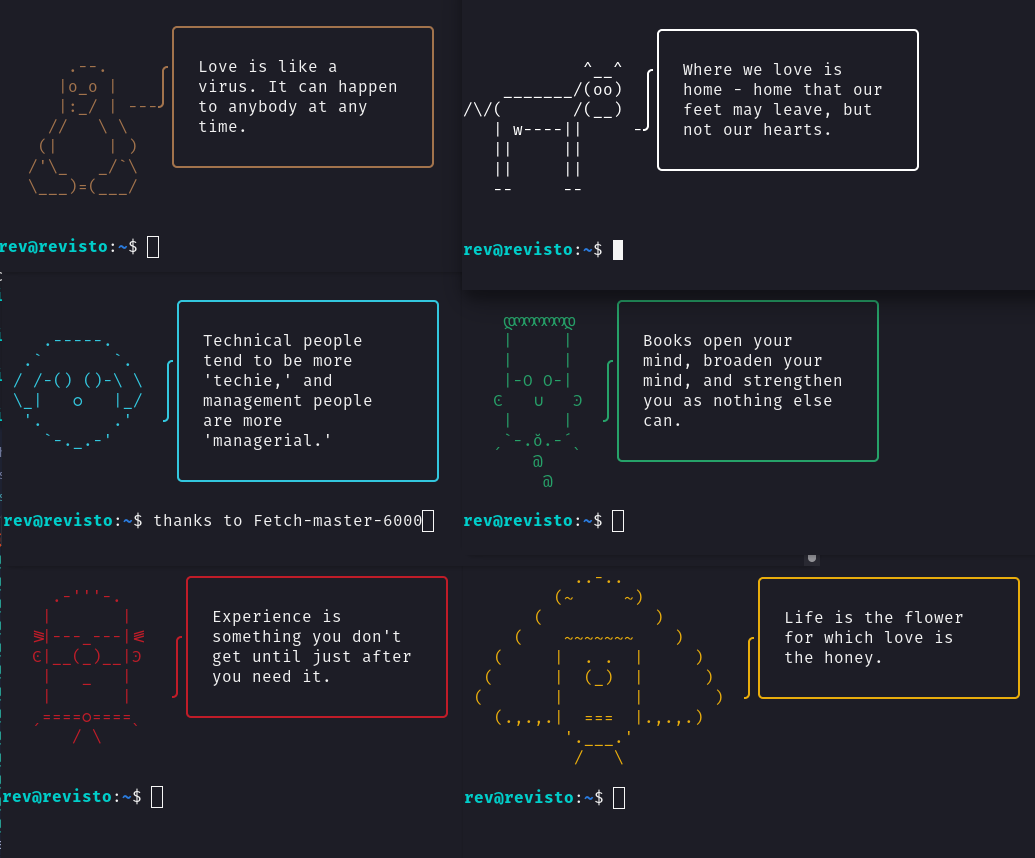 Love is like a
virus. It can happen
to anybody at any
time.
rev@revisto:~$
Where we love is
home - home that our
feet may leave, but
not our hearts.
rev@revisto:~$
Technical people
tend to be more
'techie,' and
management people
are more
'managerial.'
rev@revisto:~$ thanks to Fetch-master-6000
Books open your
mind, broaden your
mind, and strengthen
you as nothing else
can.
rev@revisto:~$
Experience is
something you don't
get until just after
you need it.
rev@revisto:~$
Life is the flower
for which love is
the honey.
rev@revisto:~$